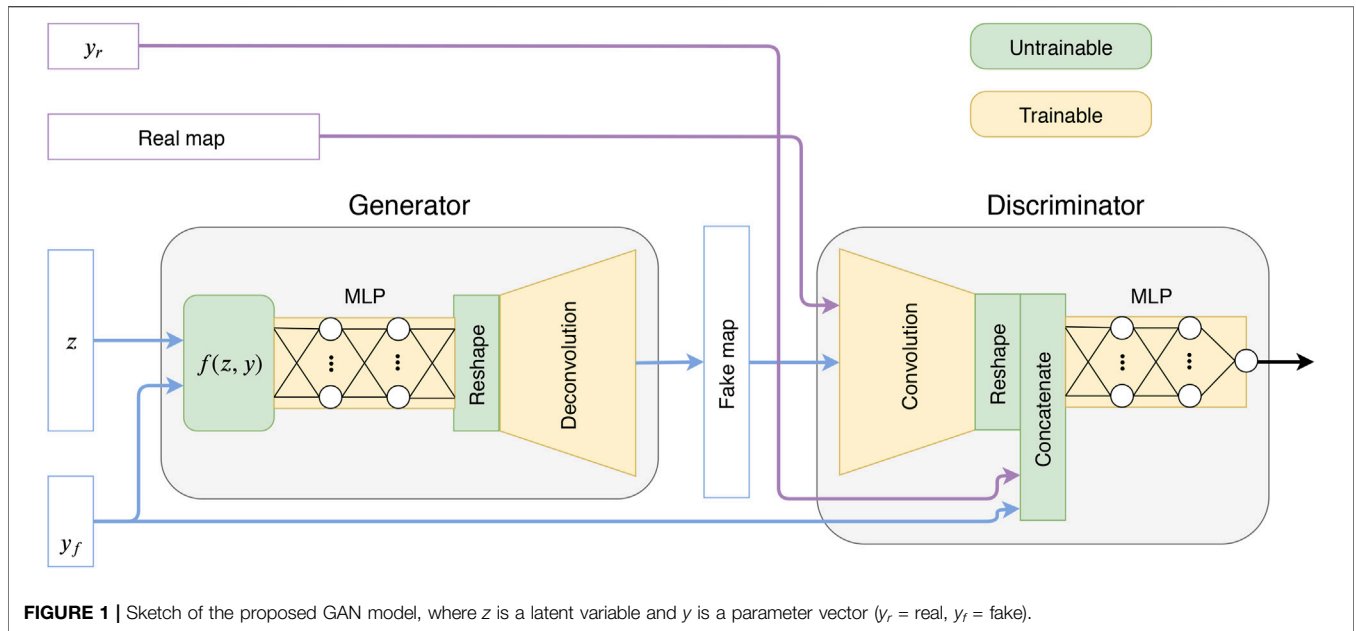 y_r
Untrainable
Real map
Trainable
Generator
Discriminator
z
f(z, y)
MLP
Reshape
Deconvolution
Fake map
Convolution
Reshape
Concatenate
MLP
y_f
FIGURE 1 | Sketch of the proposed GAN model, where z is a latent variable and y is a parameter vector (y_r = real, y_f = fake).